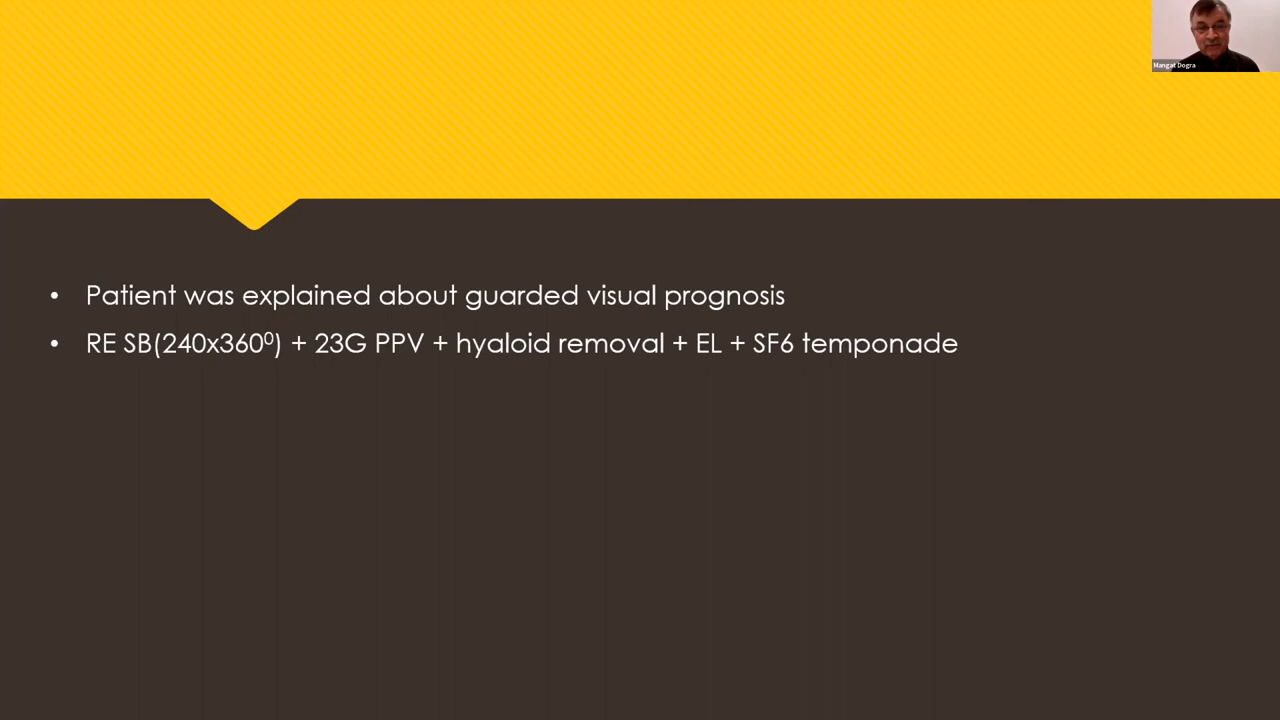 Mangat Dogra
• Patient was explained about guarded visual prognosis
• RE SB(240x360⁰) + 23G PPV + hyaloid removal + EL + SF6 temponade